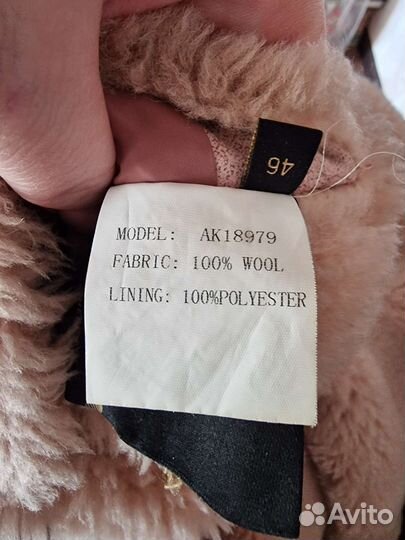 46
MODEL: AK18979
FABRIC: 100% WOOL
LINING: 100%POLYESTER
Avito